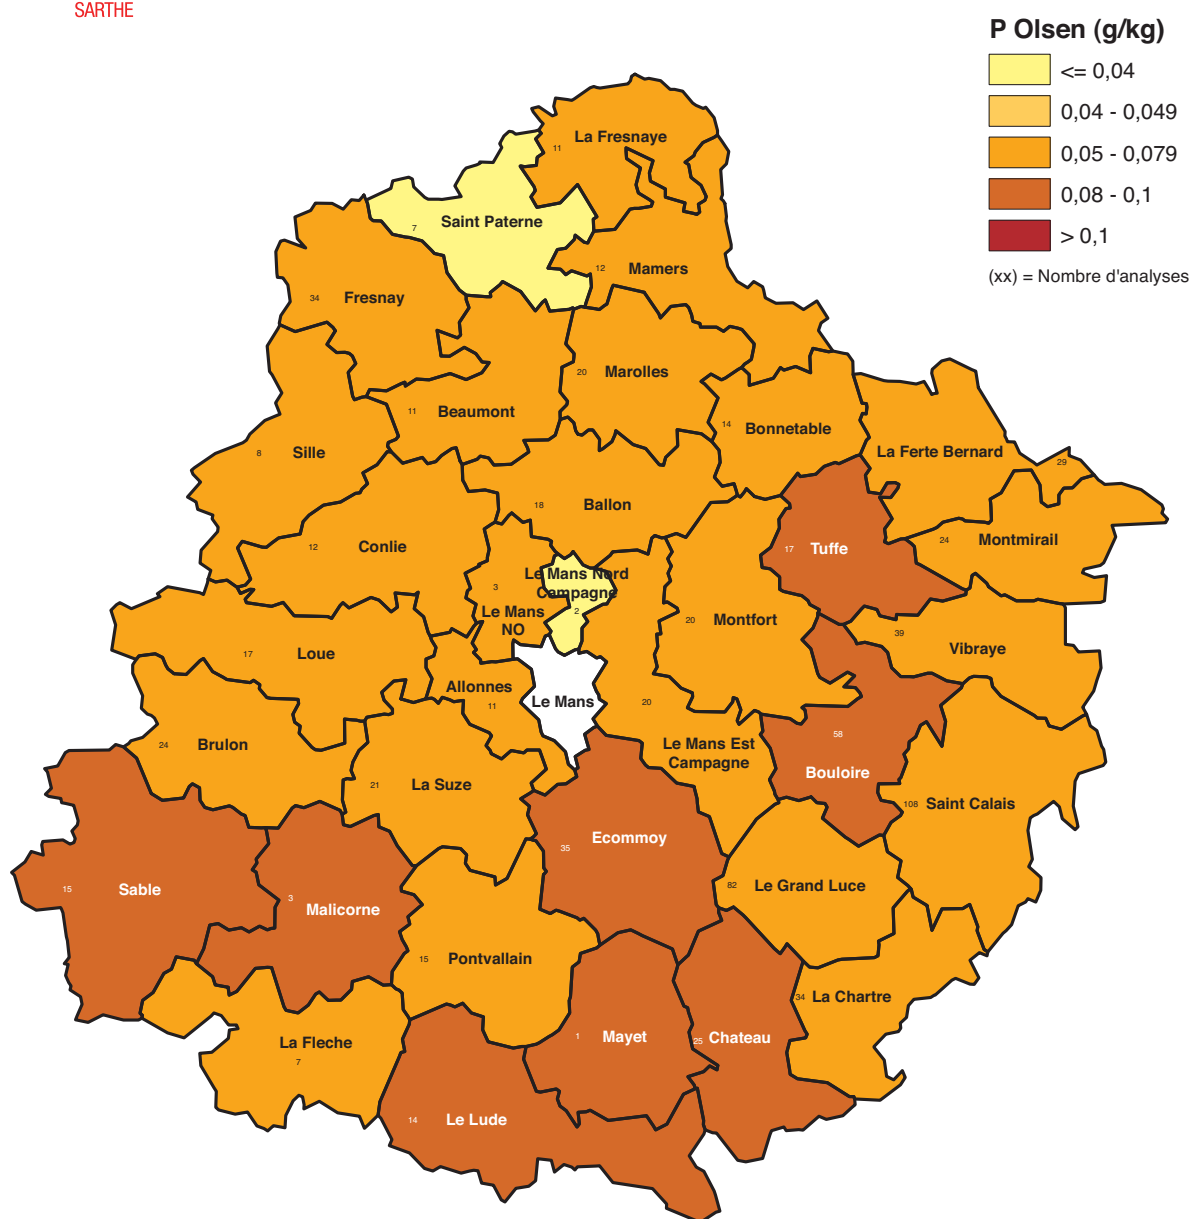 SARTHE
P Olsen (g/kg)
<= 0,04
0,04 - 0,049
0,05 - 0,079
0,08 - 0,1
> 0,1
(xx) = Nombre d'analyses
La Fresnaye
11
Saint Paterne
7
Mamers
12
Fresnay
34
Marolles
20
Beaumont
11
Bonnetable
14
La Ferte Bernard
29
Sille
8
Ballon
18
Montmirail
24
Conlie
12
Tuffe
17
Le Mans Nord
Campagne
2
3
Le Mans
NO
Montfort
20
Vibraye
39
Loue
17
Allonnes
11
Le Mans
20
Le Mans Est
Campagne
58
Bouloire
Brulon
24
La Suze
21
Saint Calais
108
Ecommoy
35
Le Grand Luce
82
Sable
15
Malicorne
3
Pontvallain
15
La Chartre
34
Mayet
1
Chateau
25
La Fleche
7
Le Lude
14